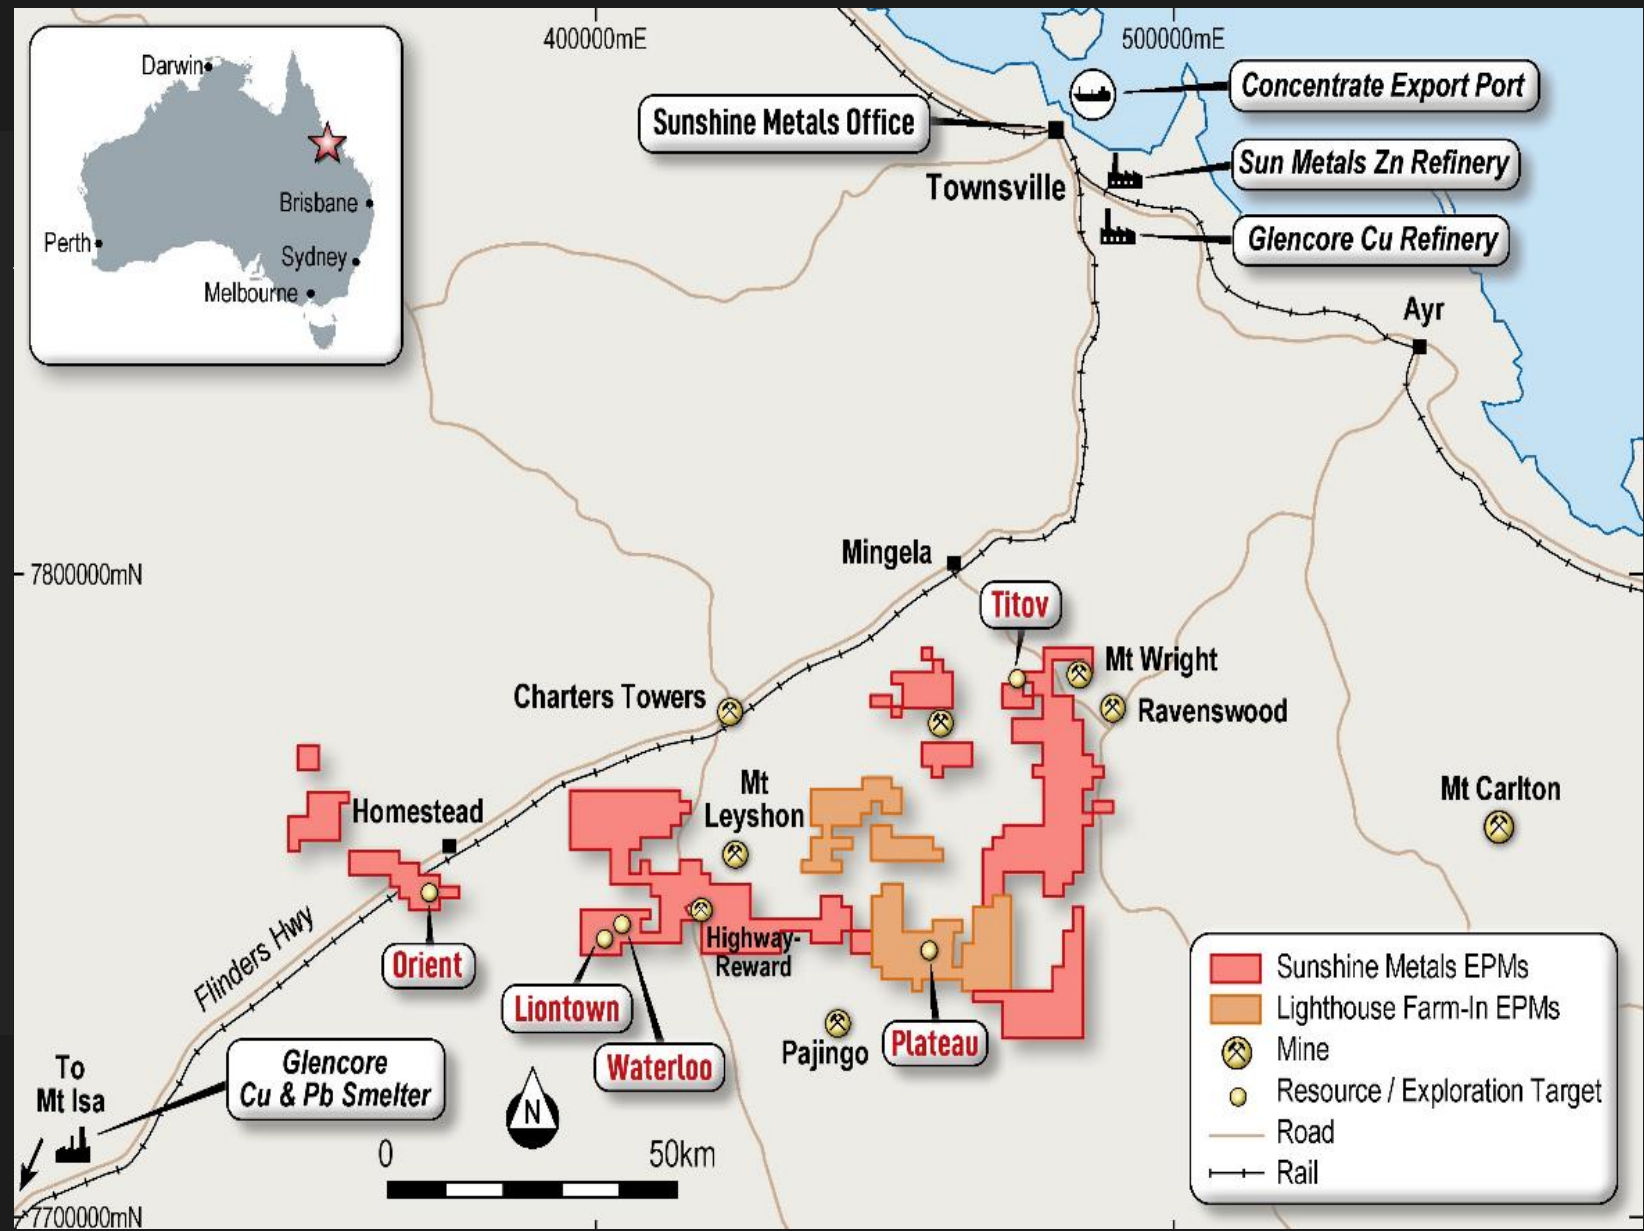 400000mE
500000mE
Darwin
Brisbane
Perth
Sydney
Melbourne
Concentrate Export Port
Sunshine Metals Office
Sun Metals Zn Refinery
Townsville
Glencore Cu Refinery
Ayr
7800000mN
Mingela
Titov
Mt Wright
Charters Towers
Ravenswood
Mt
Leyshon
Homestead
Mt Carlton
Flinders Hwy
Highway-
Reward
Orient
Liontown
Waterloo
Pajingo
Plateau
To
Mt Isa
Glencore
Cu & Pb Smelter
N
0
50km
7700000mN
Sunshine Metals EPMs
Lighthouse Farm-In EPMs
Mine
Resource / Exploration Target
Road
Rail